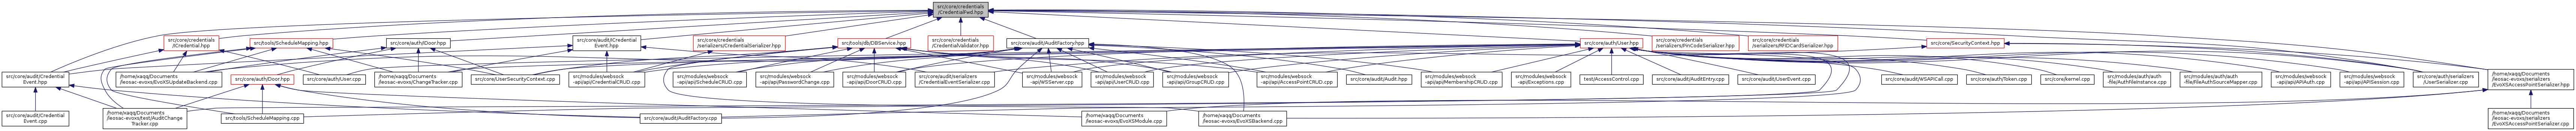 src/core/credentials
/CredentialFwd.hpp
src/core/credentials
/ICredential.hpp
src/tools/ScheduleMapping.hpp
src/core/auth/IDoor.hpp
src/core/audit/ICredential
Event.hpp
src/core/credentials
/serializers/CredentialSerializer.hpp
src/tools/db/DBService.hpp
src/core/credentials
/CredentialValidator.hpp
src/core/audit/AuditFactory.hpp
src/core/auth/User.hpp
src/core/credentials
/serializers/PinCodeSerializer.hpp
src/core/credentials
/serializers/RFIDCardSerializer.hpp
src/core/SecurityContext.hpp
src/core/audit/Credential
Event.hpp
/home/xaqq/Documents
/leosac-evoxs/EvoXSUpdateBackend.cpp
src/core/auth/Door.hpp
src/core/auth/User.cpp
/home/xaqq/Documents
/leosac-evoxs/ChangeTracker.cpp
src/core/UserSecurityContext.cpp
src/modules/websock
-api/api/CredentialCRUD.cpp
src/modules/websock
-api/api/ScheduleCRUD.cpp
src/modules/websock
-api/api/PasswordChange.cpp
src/modules/websock
-api/api/DoorCRUD.cpp
src/core/audit/serializers
/CredentialEventSerializer.cpp
src/modules/websock
-api/WSServer.cpp
src/modules/websock
-api/api/UserCRUD.cpp
src/modules/websock
-api/api/GroupCRUD.cpp
src/modules/websock
-api/api/AccessPointCRUD.cpp
src/core/audit/Audit.hpp
src/modules/websock
-api/api/MembershipCRUD.cpp
src/modules/websock
-api/Exceptions.cpp
test/AccessControl.cpp
src/core/audit/AuditEntry.cpp
src/core/audit/UserEvent.cpp
src/core/audit/WSAPICall.cpp
src/core/auth/Token.cpp
src/core/kernel.cpp
src/modules/auth/auth
-file/AuthFileInstance.cpp
src/modules/auth/auth
-file/FileAuthSourceMapper.cpp
src/modules/websock
-api/api/APIAuth.cpp
src/modules/websock
-api/api/APISession.cpp
src/core/auth/serializers
/UserSerializer.cpp
/home/xaqq/Documents
/leosac-evoxs/serializers
/EvoXSAccessPointSerializer.hpp
src/core/audit/Credential
Event.cpp
/home/xaqq/Documents
/leosac-evoxs/test/AuditChange
Tracker.cpp
src/tools/ScheduleMapping.cpp
src/core/audit/AuditFactory.cpp
/home/xaqq/Documents
/leosac-evoxs/EvoXSModule.cpp
/home/xaqq/Documents
/leosac-evoxs/EvoXSBackend.cpp
/home/xaqq/Documents
/leosac-evoxs/serializers
/EvoXSAccessPointSerializer.cpp